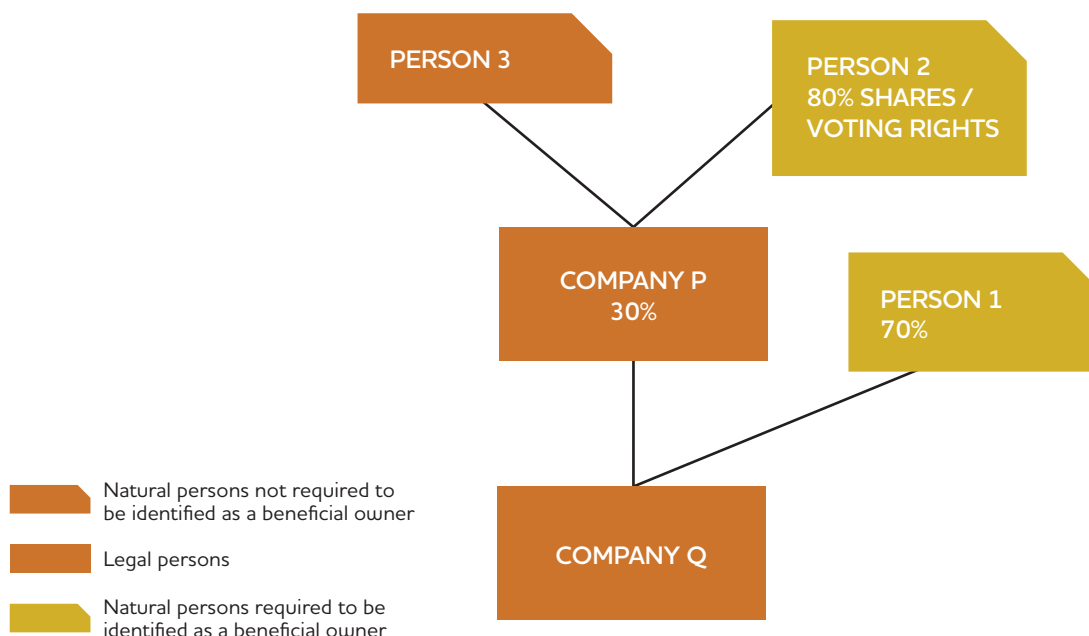 PERSON 3
PERSON 2
80% SHARES /
VOTING RIGHTS
COMPANY P
30%
PERSON 1
70%
Natural persons not required to
be identified as a beneficial owner
Legal persons
COMPANY Q
Natural persons required to be
identified as a beneficial owner